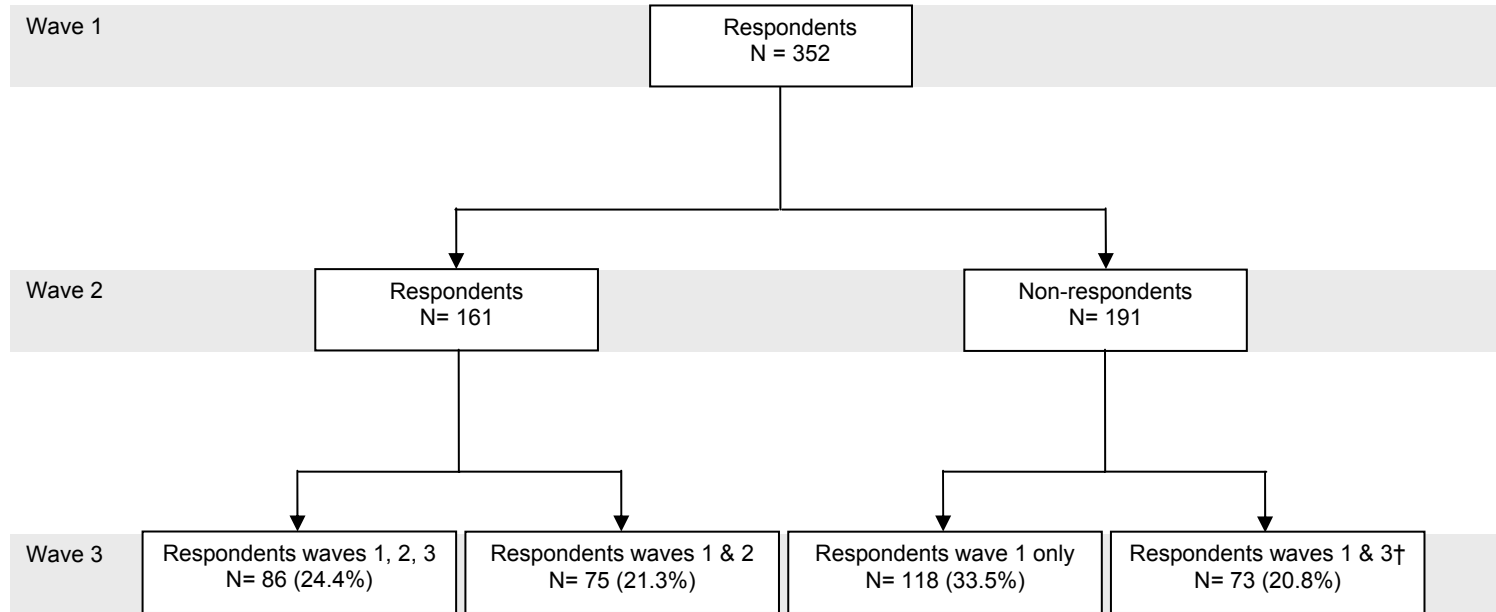 Wave 1
Respondents
N = 352
Wave 2
Respondents
N= 161
Non-respondents
N= 191
Wave 3
Respondents waves 1, 2, 3
N= 86 (24.4%)
Respondents waves 1 & 2
N= 75 (21.3%)
Respondents wave 1 only
N= 118 (33.5%)
Respondents waves 1 & 3†
N= 73 (20.8%)